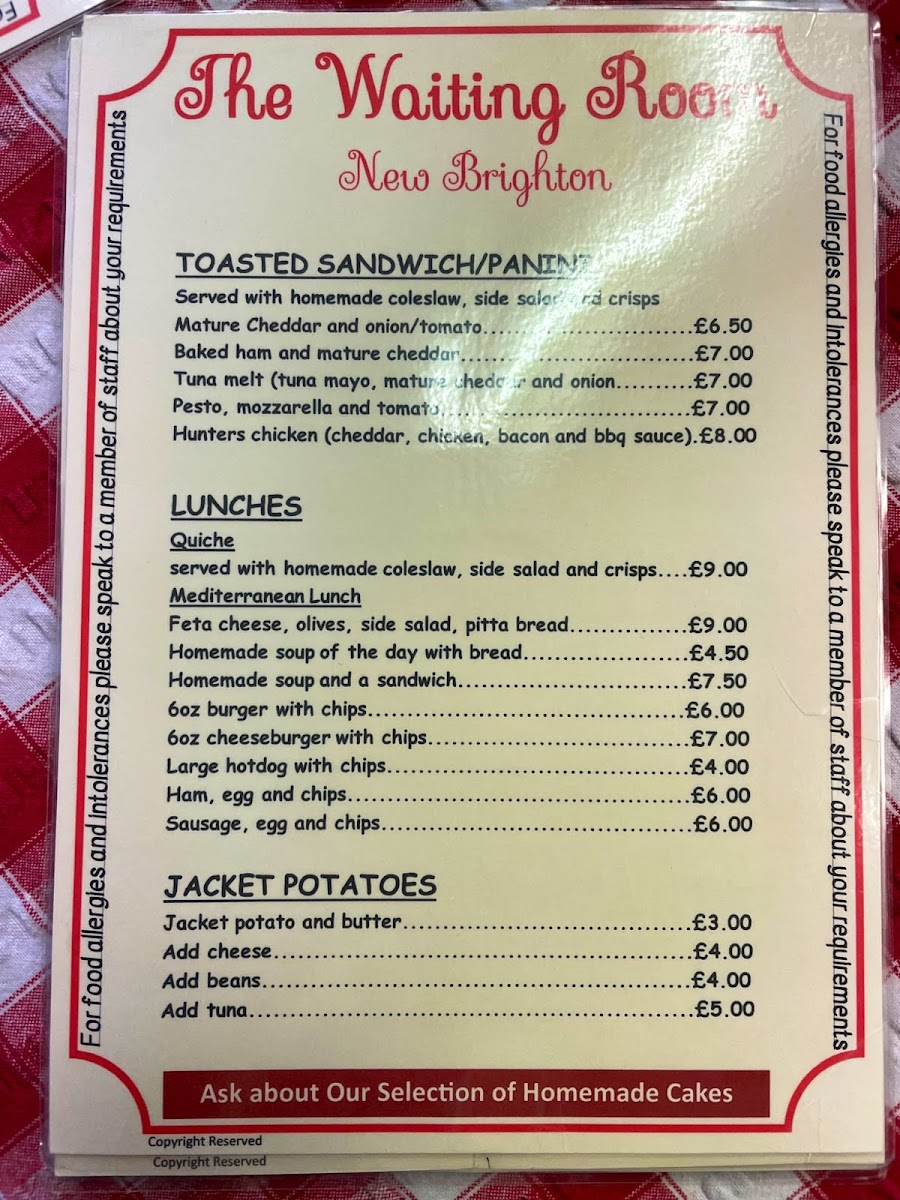 The Waiting Room
New Brighton
TOASTED SANDWICH/PANINI
Served with homemade coleslaw, side salad and crisps
Mature Cheddar and onion/tomato..............................£6.50
Baked ham and mature cheddar.................................£7.00
Tuna melt (tuna mayo, mature cheddar and onion..........£7.00
Pesto, mozzarella and tomato...................................£7.00
Hunters chicken (cheddar, chicken, bacon and bbq sauce).£8.00
LUNCHES
Quiche
served with homemade coleslaw, side salad and crisps....£9.00
Mediterranean Lunch
Feta cheese, olives, side salad, pitta bread...............£9.00
Homemade soup of the day with bread.....................£4.50
Homemade soup and a sandwich.............................£7.50
6oz burger with chips........................................£6.00
6oz cheeseburger with chips.................................£7.00
Large hotdog with chips.......................................£4.00
Ham, egg and chips............................................£6.00
Sausage, egg and chips.......................................£6.00
JACKET POTATOES
Jacket potato and butter.....................................£3.00
Add cheese.....................................................£4.00
Add beans.......................................................£4.00
Add tuna.........................................................£5.00
Ask about Our Selection of Homemade Cakes
For food allergies and intolerances please speak to a member of staff about your requirements
For food allergies and intolerances please speak to a member of staff about your requirements
Copyright Reserved
Copyright Reserved